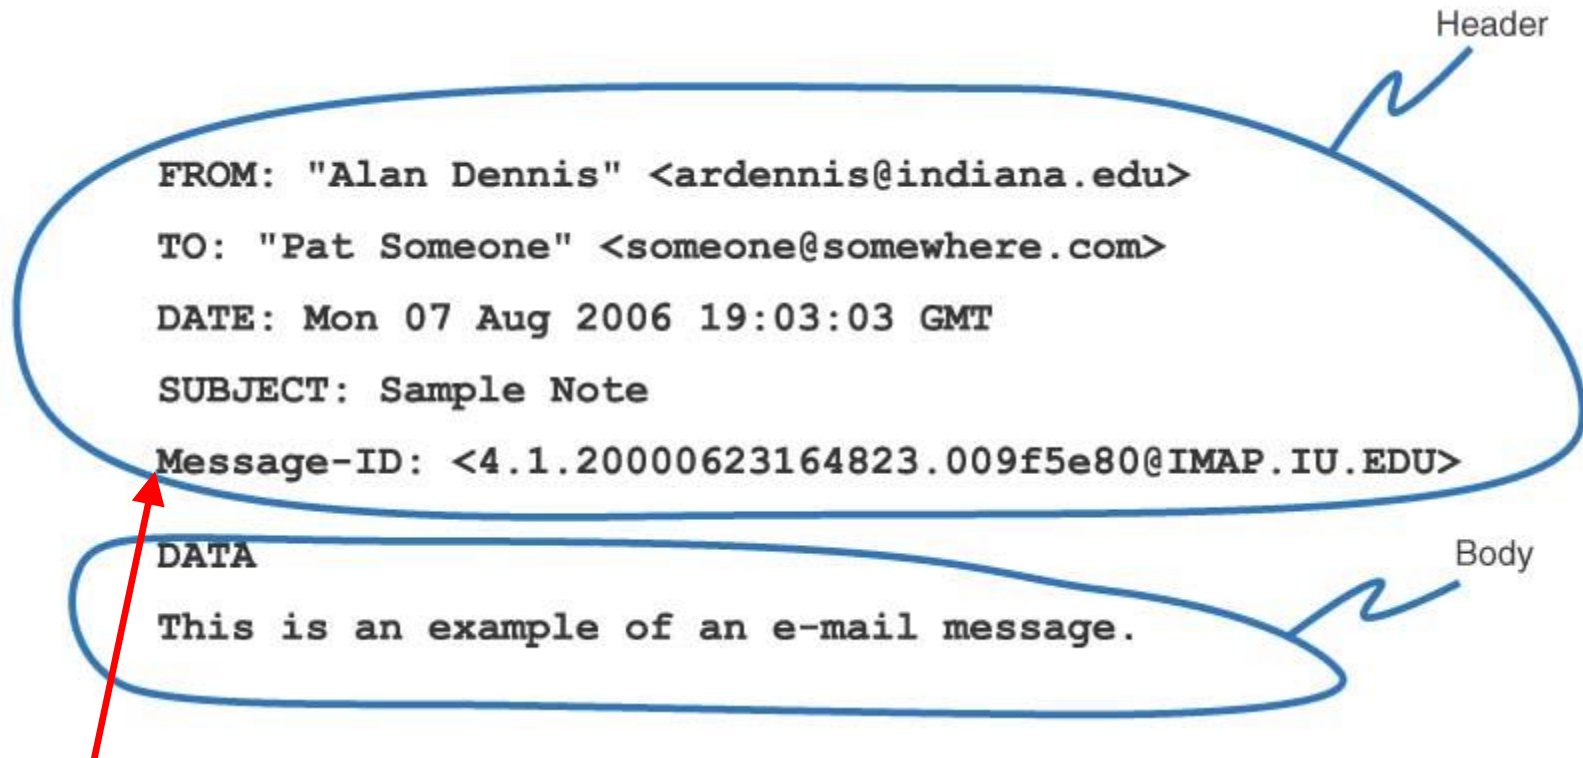 Header
FROM: "Alan Dennis" <ardennis@indiana.edu>
TO: "Pat Someone" <someone@somewhere.com>
DATE: Mon 07 Aug 2006 19:03:03 GMT
SUBJECT: Sample Note
Message-ID: <4.1.20000623164823.009f5e80@IMAP.IU.EDU>
DATA
Body
This is an example of an e-mail message.